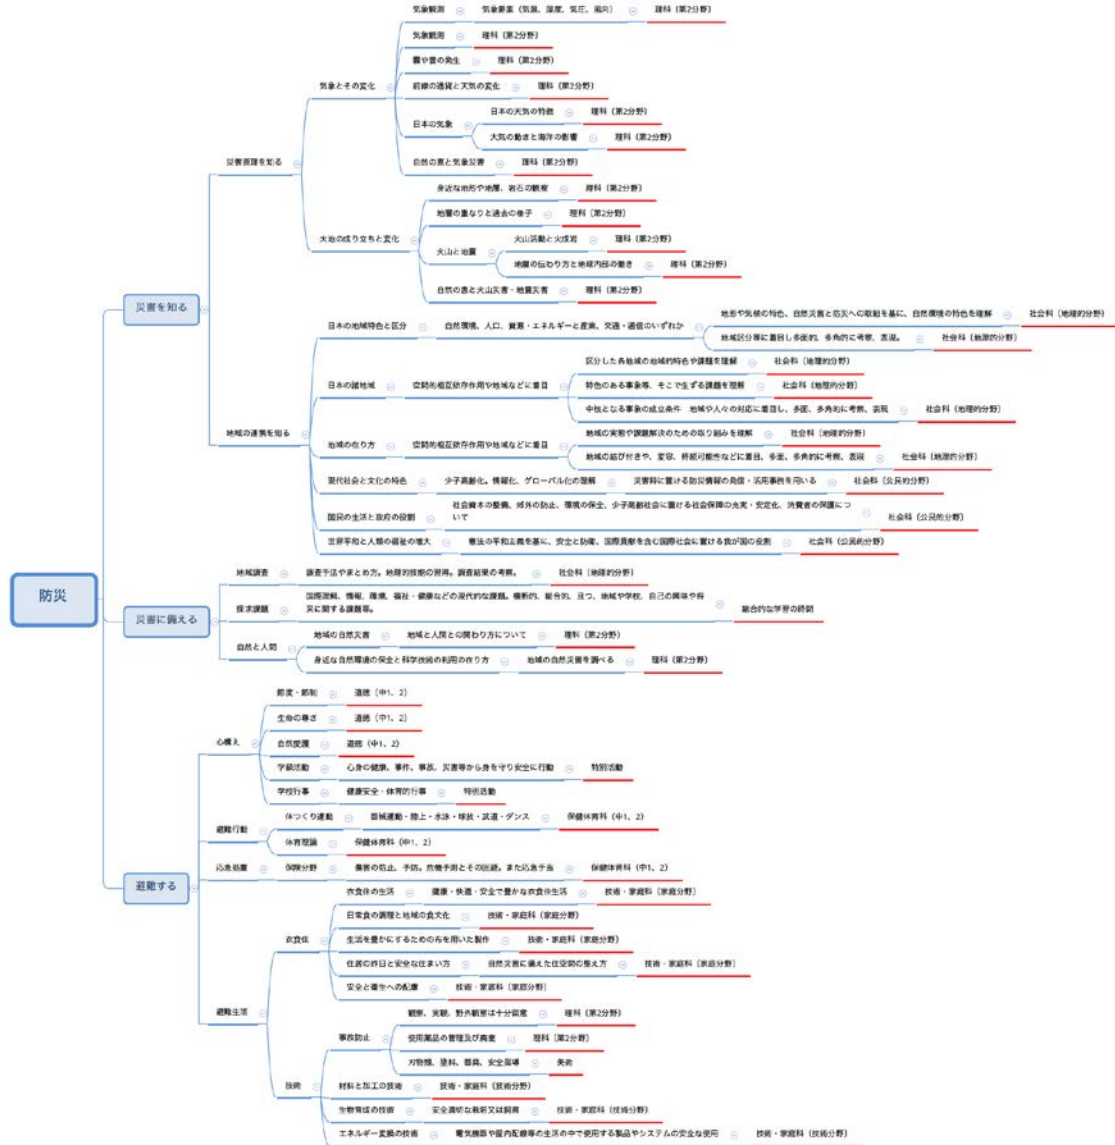 気象観測 気象要素（気温、湿度、気圧、風向） 理科（第2分野）
気象観測 理科（第2分野）
霧や雲の発生 理科（第2分野）
気象とその変化 前線の通貨と天気の変化 理科（第2分野）
日本の天気の特徴 理科（第2分野）
日本の気象
大気の動きと海洋の影響 理科（第2分野）
災害原理を知る 自然の恵と気象災害 理科（第2分野）
身近な地形や地層、岩石の観察 理科（第2分野）
地層の重なりと過去の様子 理科（第2分野）
大地の成り立ちと変化 火山活動と火成岩 理科（第2分野）
火山と地震
地震の伝わり方と地球内部の働き 理科（第2分野）
自然の恵と火山災害・地震災害 理科（第2分野）
災害を知る
地形や気候の特色、自然災害と防災への取組を基に、自然環境の特色を理解 社会科（地理的分野）
日本の地域特色と区分 自然環境、人口、資源・エネルギーと産業、交通・通信のいずれか
地域区分等に着目し多面的、多角的に考察、表現。 社会科（地理的分野）
区分した各地域の地域的特色や課題を理解 社会科（地理的分野）
日本の諸地域 空間的相互依存作用や地域などに着目 特色のある事象等、そこで生ずる課題を理解 社会科（地理的分野）
中核となる事象の成立条件 地域や人々の対応に着目し、多面、多角的に考察、表現 社会科（地理的分野）
地域の連携を知る 地域の実態や課題解決のための取り組みを理解 社会科（地理的分野）
地域の在り方 空間的相互依存作用や地域などに着目
地域の結び付きや、変容、持続可能性などに着目、多面、多角的に考察、表現 社会科（地理的分野）
現代社会と文化の特色 少子高齢化。情報化、グローバル化の理解 災害時に置ける防災情報の発信・活用事例を用いる 社会科（公民的分野）
社会資本の整備、郊外の防止、環境の保全、少子高齢社会に置ける社会保障の充実・安定化、消費者の保護につ
国民の生活と政府の役割 いて 社会科（公民的分野）
世界平和と人類の福祉の増大 憲法の平和主義を基に、安全と防衛、国際貢献を含む国際社会に置ける我が国の役割 社会科（公民的分野）
防災
地域調査 調査手法やまとめ方。地理的技能の習得。調査結果の考察。 社会科（地理的分野）
国際理解、情報、環境、福祉・健康などの現代的な課題。横断的、総合的、且つ、地域や学校、自己の興味や将
探求課題 来に関する課題等。 総合的な学習の時間
災害に備える
地域の自然災害 地域と人間との関わり方について 理科（第2分野）
自然と人間
身近な自然環境の保全と科学技術の利用の在り方 地域の自然災害を調べる 理科（第2分野）
節度・節制 道徳（中1、2）
生命の尊さ 道徳（中1、2）
心構え 自然愛護 道徳（中1、2）
学級活動 心身の健康、事件、事故、災害等から身を守り安全に行動 特別活動
学校行事 健康安全・体育的行事 特別活動
体つくり運動 器械運動・陸上・水泳・球技・武道・ダンス 保健体育科（中1、2）
避難行動
体育理論 保健体育科（中1、2）
応急処置 保険分野 傷害の防止、予防。危機予測とその回避。また応急手当 保健体育科（中1、2）
避難する
衣食住の生活 健康・快適・安全で豊かな衣食住生活 技術・家庭科（家庭分野）
日常食の調理と地域の食文化 技術・家庭科（家庭分野）
衣食住 生活を豊かにするための布を用いた製作 技術・家庭科（家庭分野）
住居の昨日と安全な住まい方 自然災害に備えた住空間の整え方 技術・家庭科（家庭分野）
安全と衛生への配慮 技術・家庭科（家庭分野）
避難生活
観察、実験、野外観察は十分留意 理科（第2分野）
事故防止 使用薬品の管理及び廃棄 理科（第2分野）
刃物類、塗料、器具、安全指導 美術
技術 材料と加工の技術 技術・家庭科（技術分野）
生物育成の技術 安全適切な栽培又は飼育 技術・家庭科（技術分野）
エネルギー変換の技術 電気機器や屋内配線等の生活の中で使用する製品やシステムの安全な使用 技術・家庭科（技術分野）